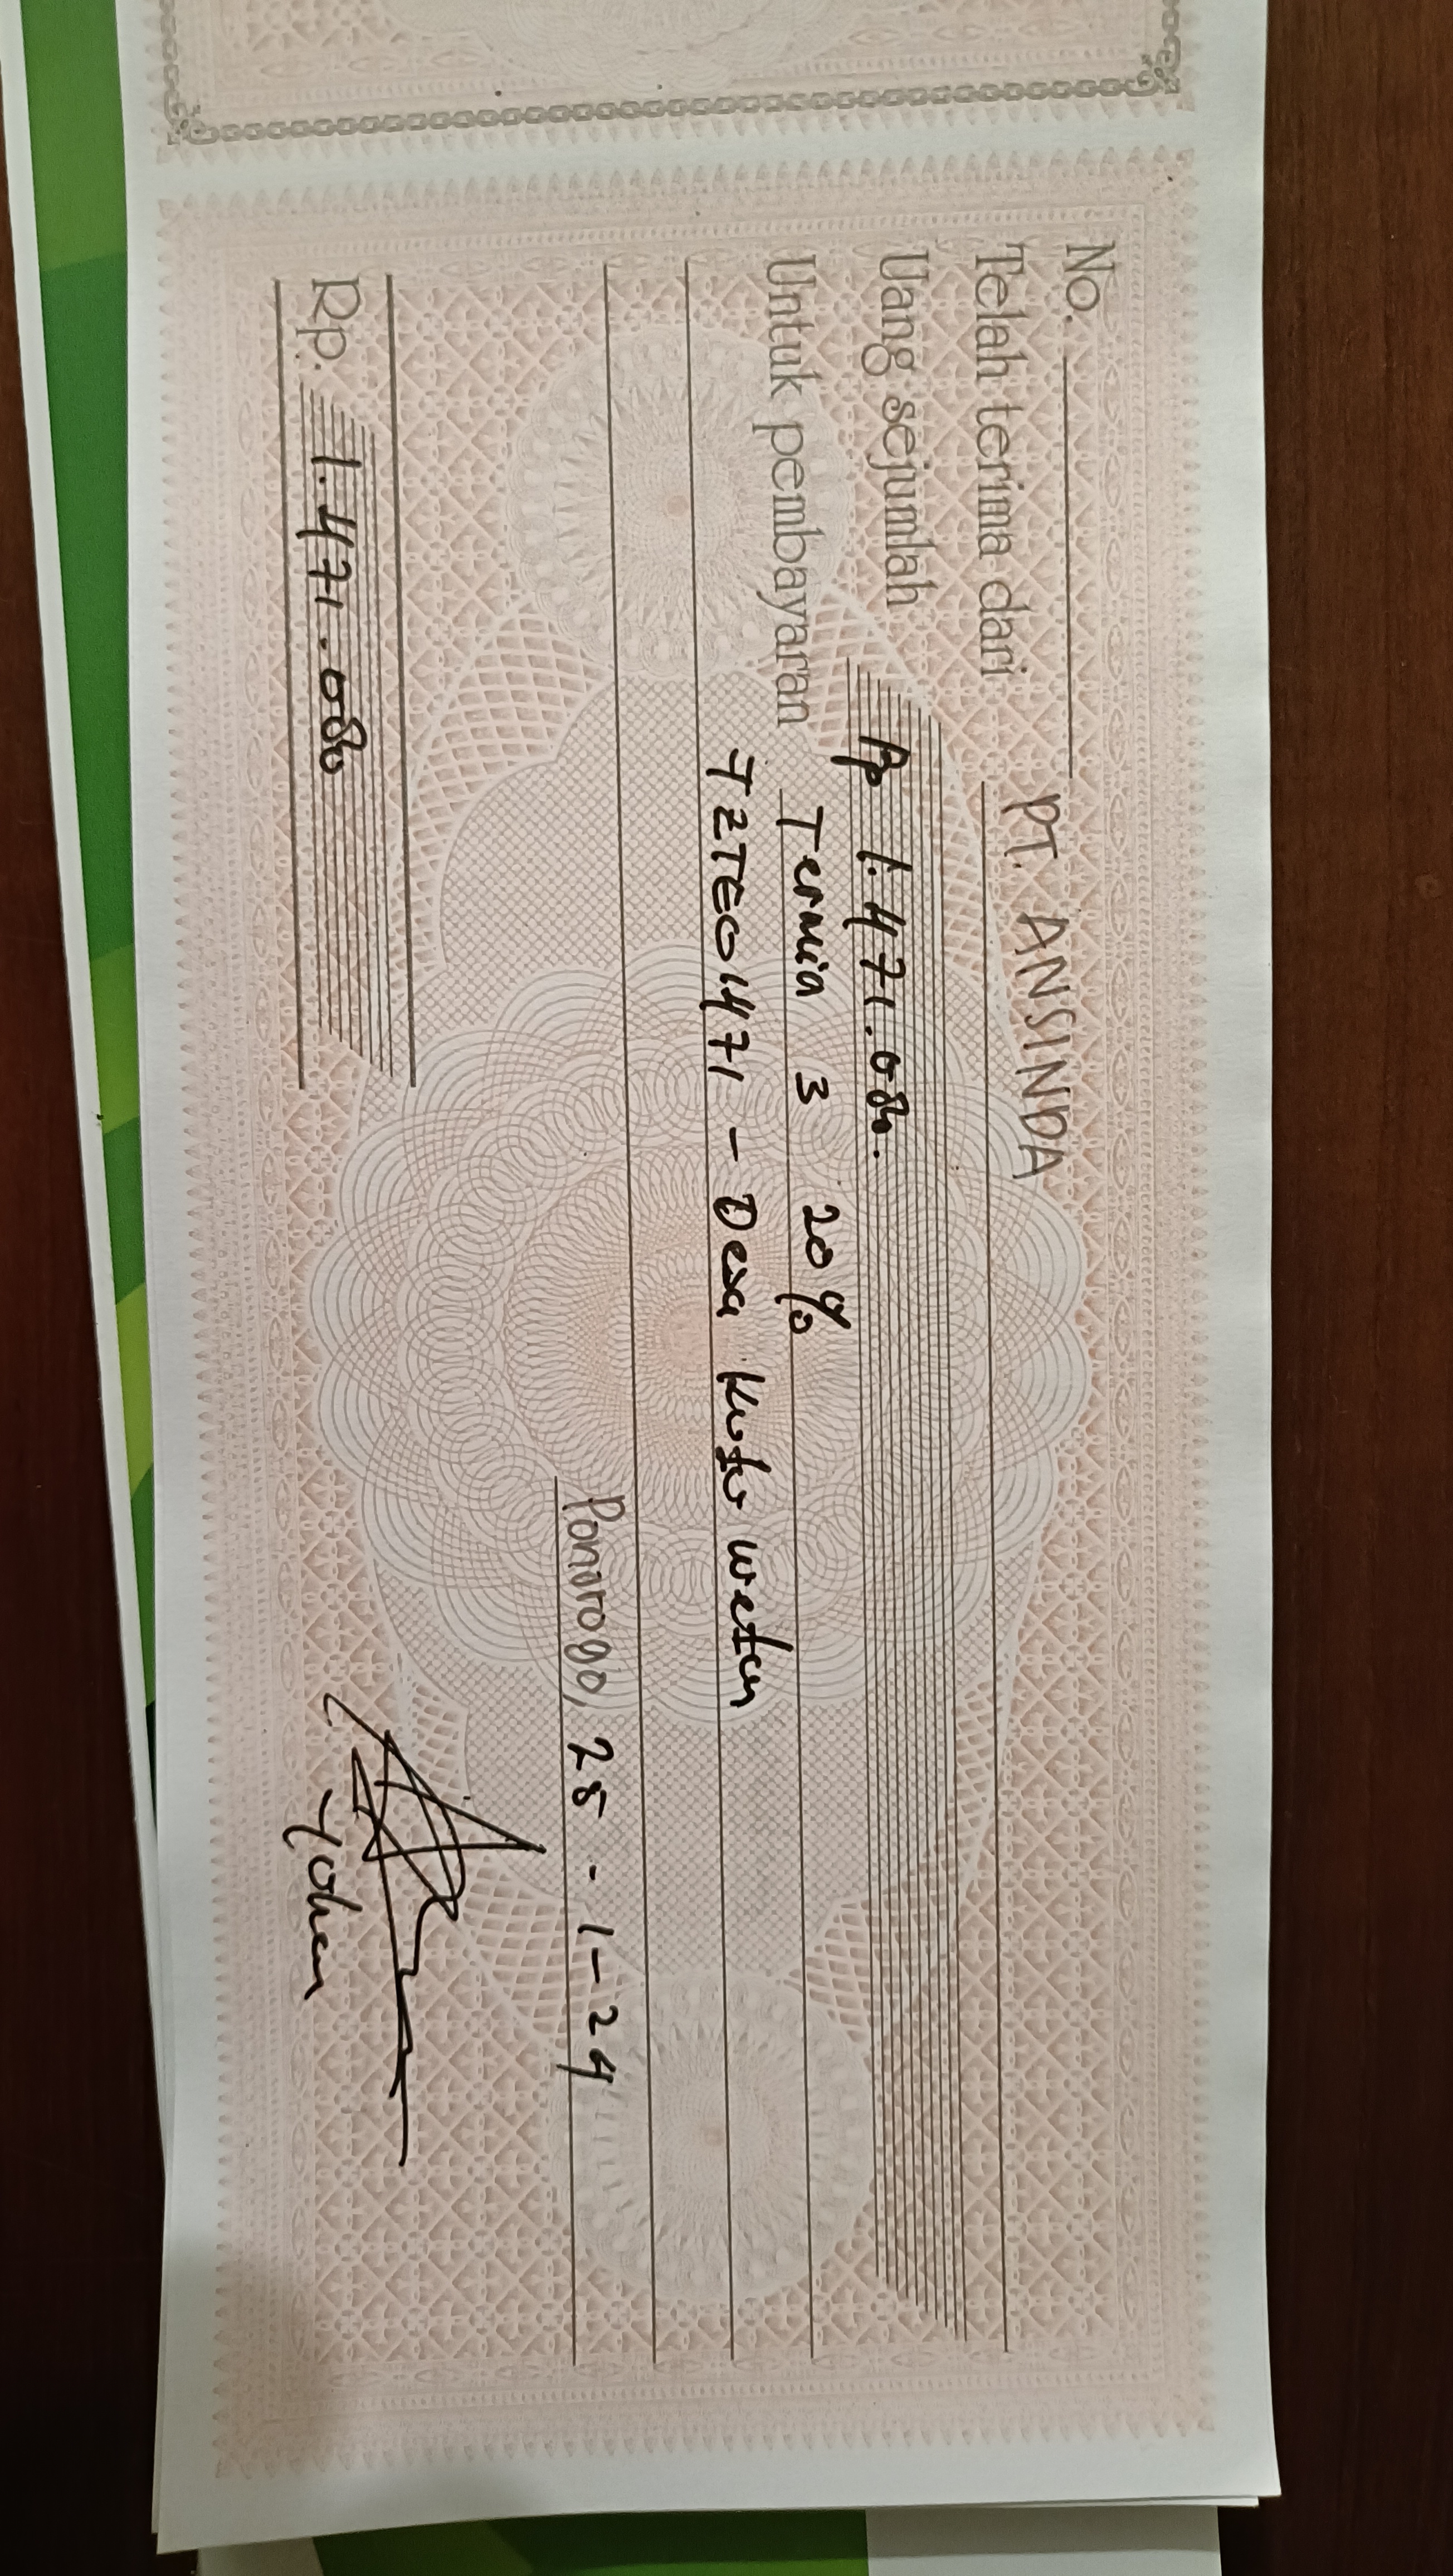 No.
Telah terima dari PT. ANSINDA
Uang sejumlah Rp 1.471.080.
Untuk pembayaran Termin 3 20%
TZTEO1471 - Desa Kutu wetan
Ponorogo, 25 - 1 - 24
Rp. 1.471.080
Yohan